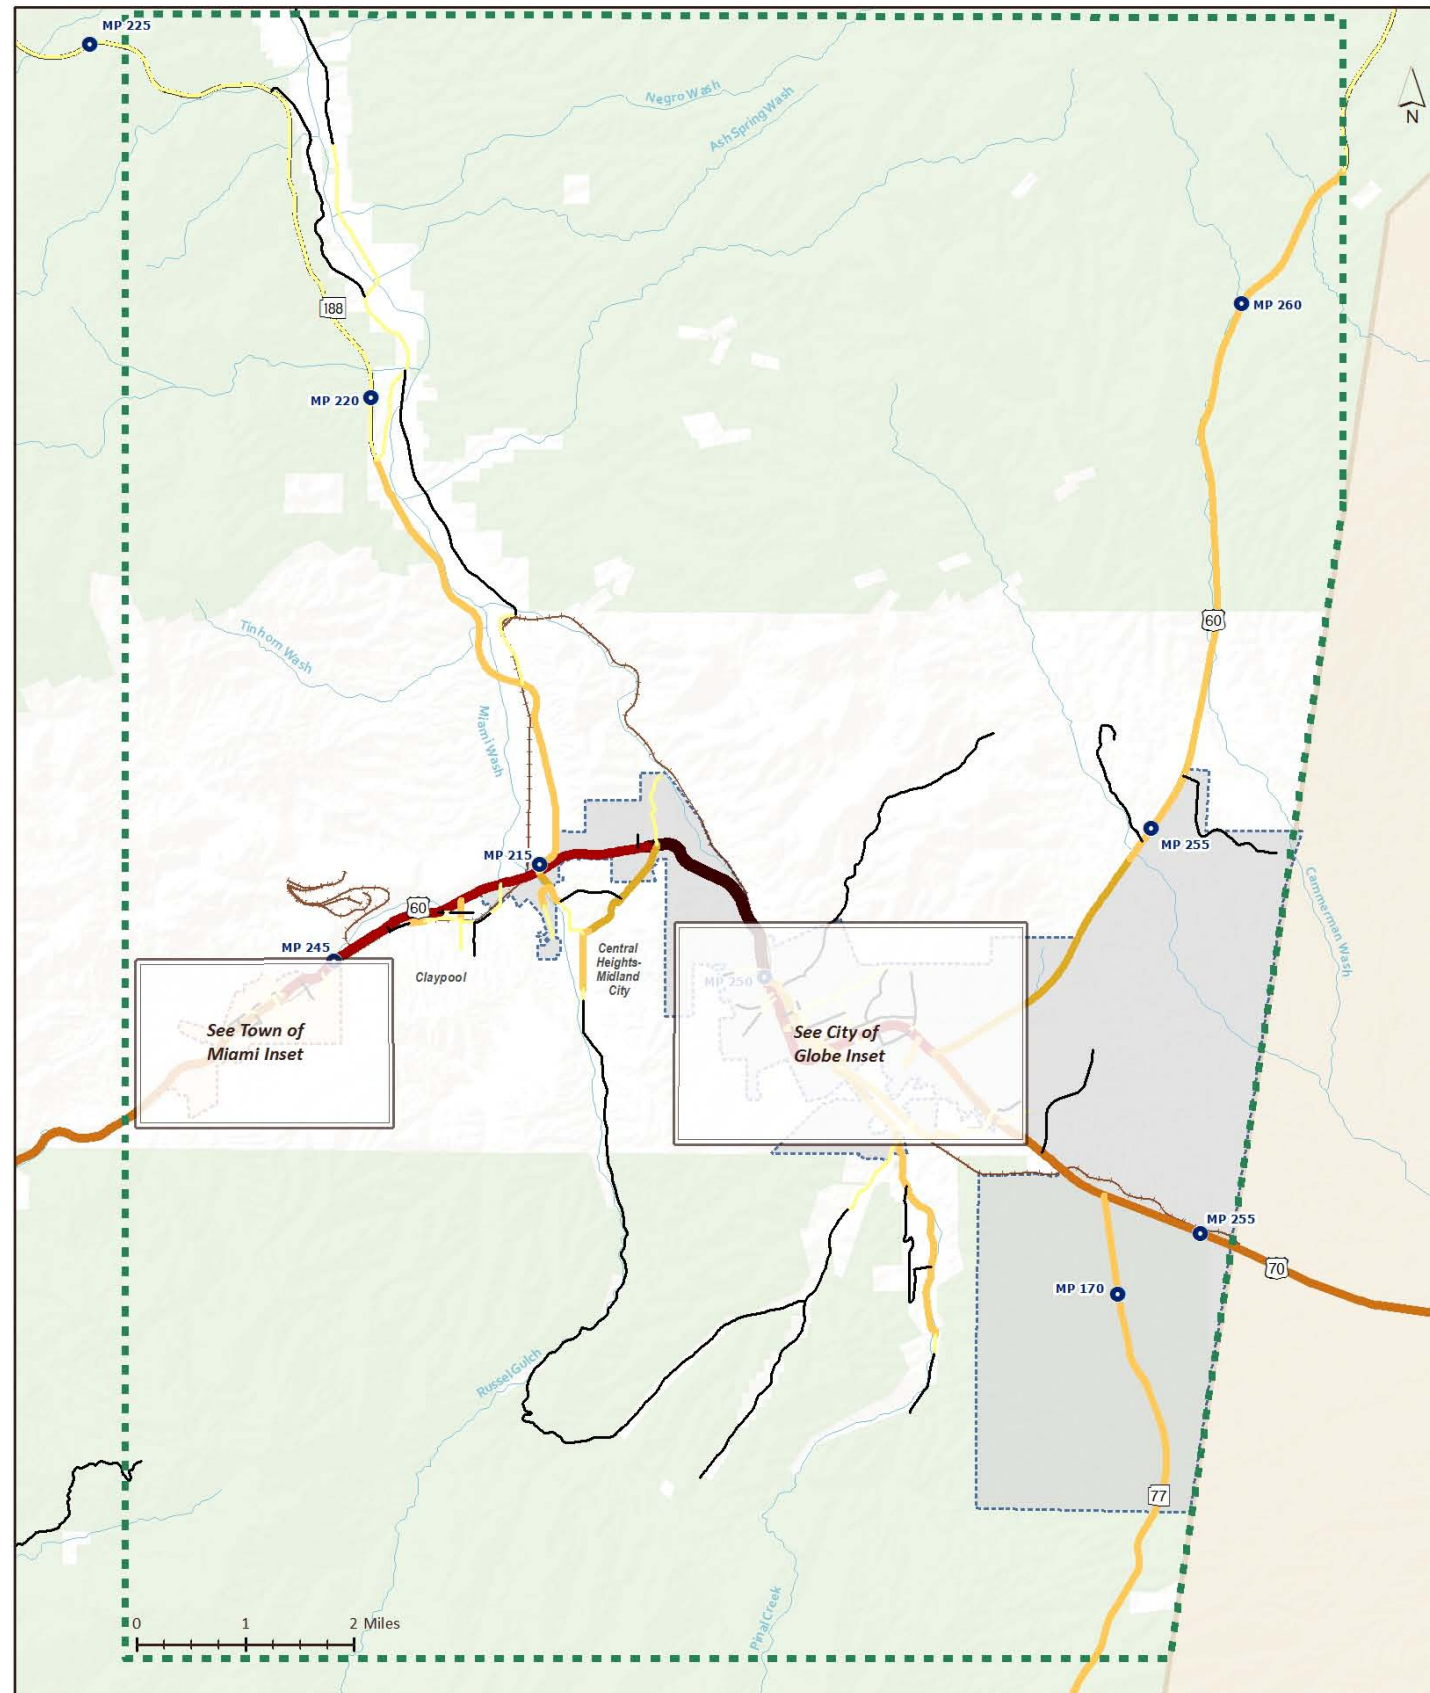 MP 225
Negro Wash
Ash Spring Wash
N
188
MP 260
MP 220
60
Tinhorn Wash
Miami Wash
MP 215
MP 255
60
Cammerman Wash
MP 245
Claypool
Central
Heights-
Midland
City
MP 250
See Town of
Miami Inset
See City of
Globe Inset
MP 255
70
MP 170
Russel Gulch
77
Pinal Creek
0 1 2 Miles